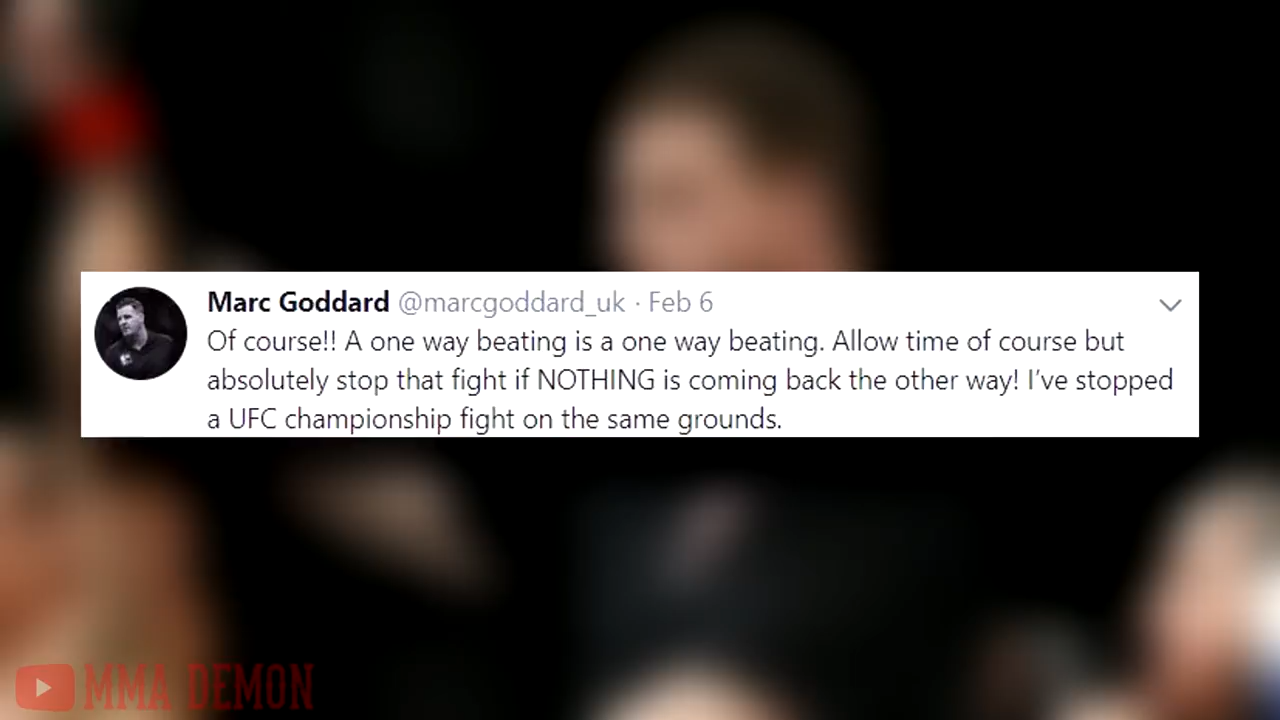 Marc Goddard @marcgoddard_uk · Feb 6
Of course!! A one way beating is a one way beating. Allow time of course but
absolutely stop that fight if NOTHING is coming back the other way! I've stopped
a UFC championship fight on the same grounds.
MMA DEMON